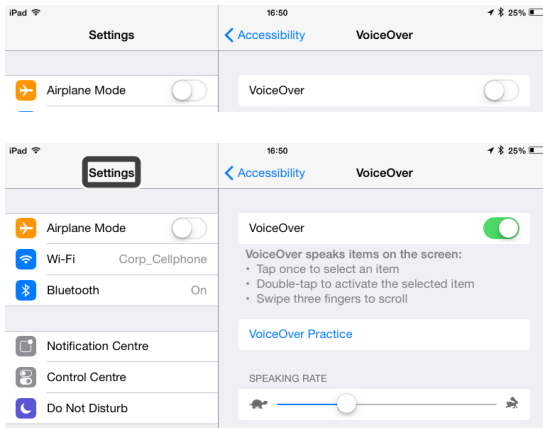 iPad 16:50 25%
Settings Accessibility VoiceOver
Airplane Mode VoiceOver
iPad 16:50 25%
Settings Accessibility VoiceOver
Airplane Mode VoiceOver
VoiceOver speaks items on the screen:
Wi-Fi Corp_Cellphone • Tap once to select an item
• Double-tap to activate the selected item
Bluetooth On • Swipe three fingers to scroll
VoiceOver Practice
Notification Centre
Control Centre SPEAKING RATE
Do Not Disturb